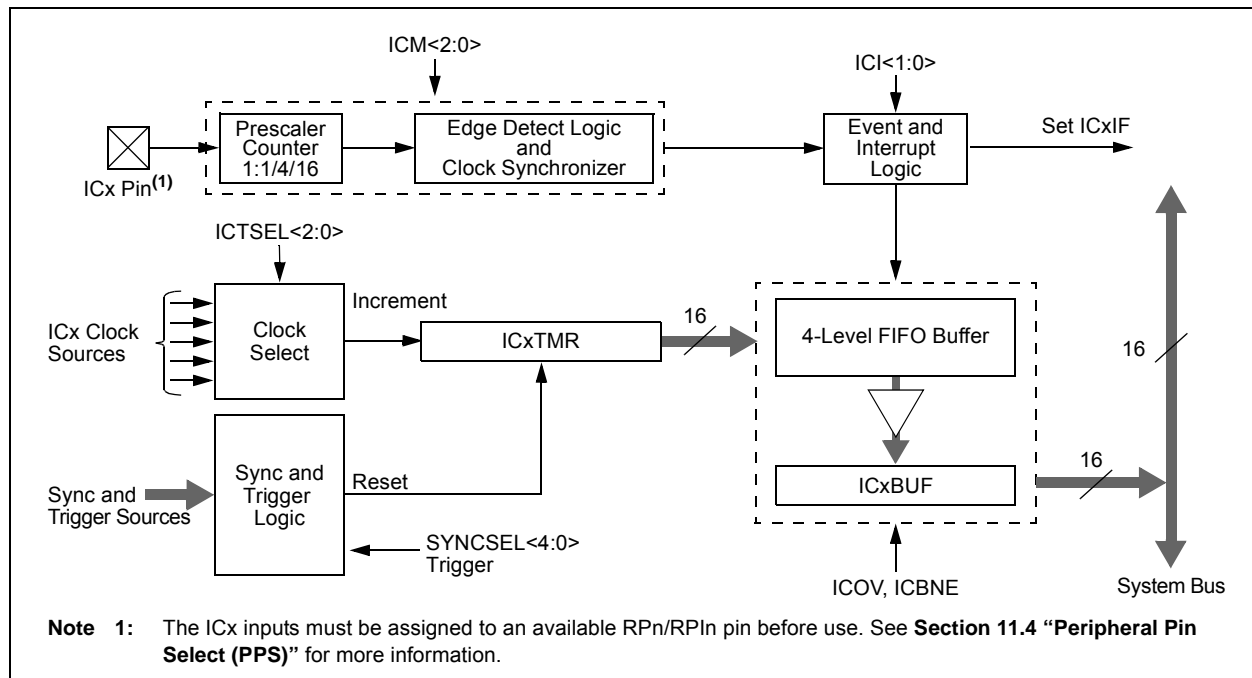 ICM<2:0>
ICI<1:0>
Prescaler
Counter
1:1/4/16
Edge Detect Logic
and
Clock Synchronizer
Event and
Interrupt
Logic
Set ICxIF
ICx Pin(1)
ICTSEL<2:0>
ICx Clock
Sources
Clock
Select
Increment
ICxTMR
16
4-Level FIFO Buffer
16
Sync and
Trigger Sources
Sync and
Trigger
Logic
Reset
SYNCSEL<4:0>
Trigger
ICxBUF
16
ICOV, ICBNE
System Bus
Note 1: The ICx inputs must be assigned to an available RPn/RPIn pin before use. See Section 11.4 “Peripheral Pin
Select (PPS)” for more information.